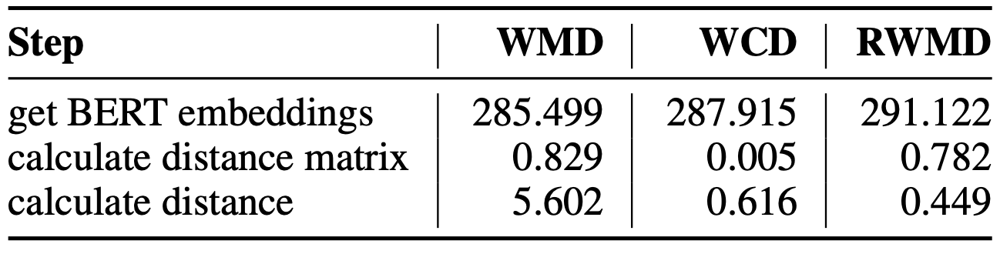 Step WMD WCD RWMD
get BERT embeddings 285.499 287.915 291.122
calculate distance matrix 0.829 0.005 0.782
calculate distance 5.602 0.616 0.449